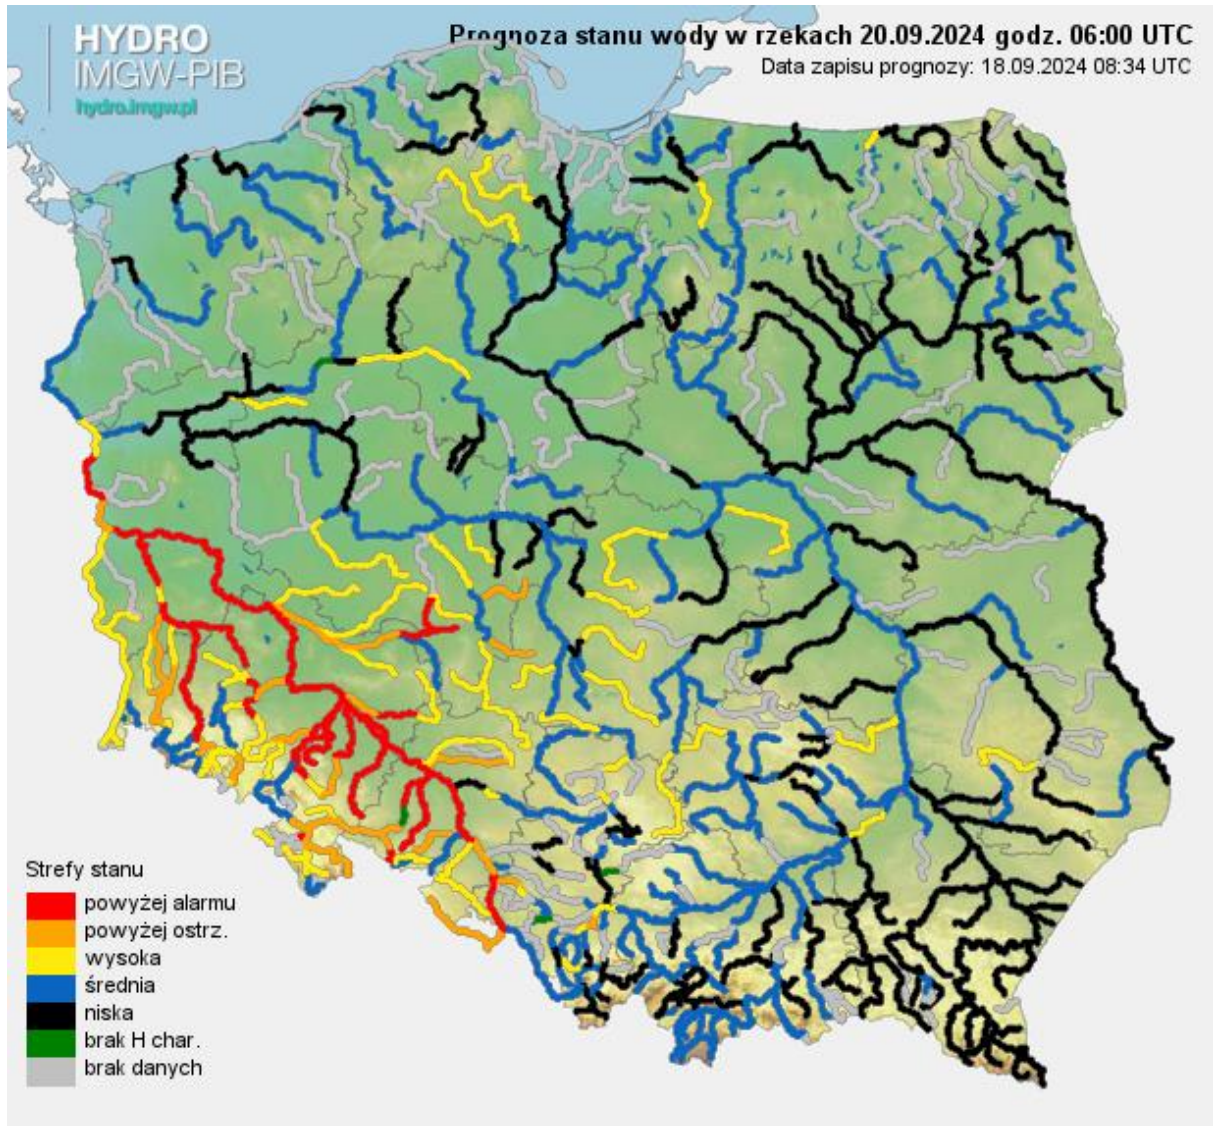 HYDRO
IMGW-PIB
hydro.imgw.pl
Prognoza stanu wody w rzekach 20.09.2024 godz. 06:00 UTC
Data zapisu prognozy: 18.09.2024 08:34 UTC
Strefy stanu
powyżej alarmu
powyżej ostrz.
wysoka
średnia
niska
brak H char.
brak danych